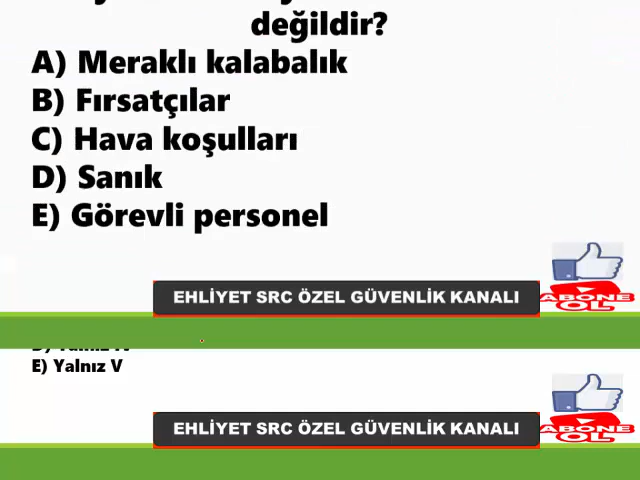 değildir?
A) Meraklı kalabalık
B) Fırsatçılar
C) Hava koşulları
D) Sanık
E) Görevli personel
EHLİYET SRC ÖZEL GÜVENLİK KANALI
ABONE
OL
E) Yalnız V
EHLİYET SRC ÖZEL GÜVENLİK KANALI
ABONE
OL